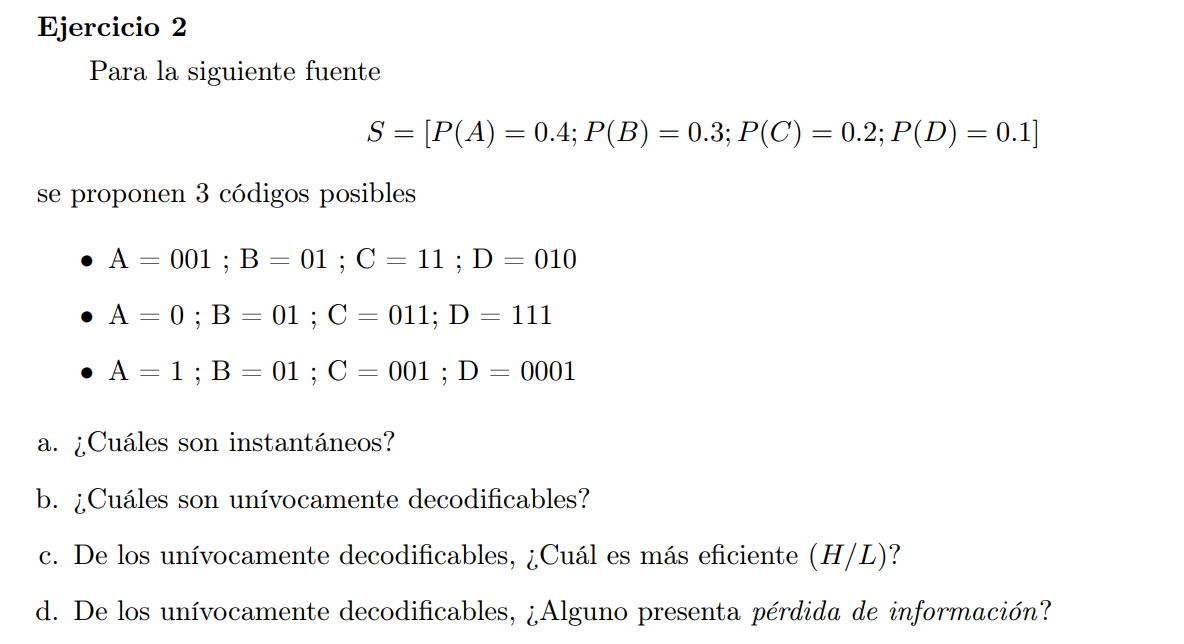 Ejercicio 2
Para la siguiente fuente
S = [P(A) = 0.4; P(B) = 0.3; P(C) = 0.2; P(D) = 0.1]
se proponen 3 códigos posibles
• A = 001 ; B = 01 ; C = 11 ; D = 010
• A = 0 ; B = 01 ; C = 011; D = 111
• A = 1 ; B = 01 ; C = 001 ; D = 0001
a. ¿Cuáles son instantáneos?
b. ¿Cuáles son unívocamente decodificables?
c. De los unívocamente decodificables, ¿Cuál es más eficiente (H/L)?
d. De los unívocamente decodificables, ¿Alguno presenta pérdida de información?